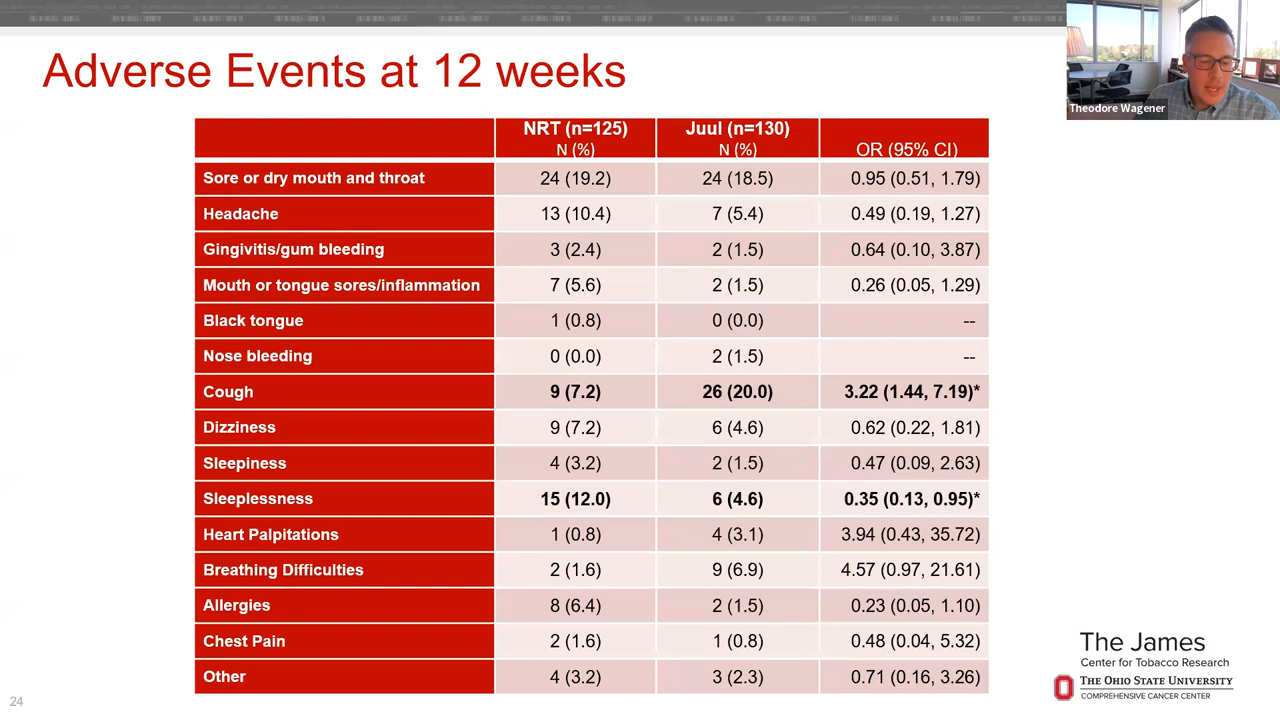 Adverse Events at 12 weeks
Theodore Wagener
NRT (n=125) Juul (n=130)
N (%) N (%) OR (95% CI)
Sore or dry mouth and throat 24 (19.2) 24 (18.5) 0.95 (0.51, 1.79)
Headache 13 (10.4) 7 (5.4) 0.49 (0.19, 1.27)
Gingivitis/gum bleeding 3 (2.4) 2 (1.5) 0.64 (0.10, 3.87)
Mouth or tongue sores/inflammation 7 (5.6) 2 (1.5) 0.26 (0.05, 1.29)
Black tongue 1 (0.8) 0 (0.0) --
Nose bleeding 0 (0.0) 2 (1.5) --
Cough 9 (7.2) 26 (20.0) 3.22 (1.44, 7.19)*
Dizziness 9 (7.2) 6 (4.6) 0.62 (0.22, 1.81)
Sleepiness 4 (3.2) 2 (1.5) 0.47 (0.09, 2.63)
Sleeplessness 15 (12.0) 6 (4.6) 0.35 (0.13, 0.95)*
Heart Palpitations 1 (0.8) 4 (3.1) 3.94 (0.43, 35.72)
Breathing Difficulties 2 (1.6) 9 (6.9) 4.57 (0.97, 21.61)
Allergies 8 (6.4) 2 (1.5) 0.23 (0.05, 1.10)
Chest Pain 2 (1.6) 1 (0.8) 0.48 (0.04, 5.32)
Other 4 (3.2) 3 (2.3) 0.71 (0.16, 3.26)
The James
Center for Tobacco Research
THE OHIO STATE UNIVERSITY
COMPREHENSIVE CANCER CENTER
24